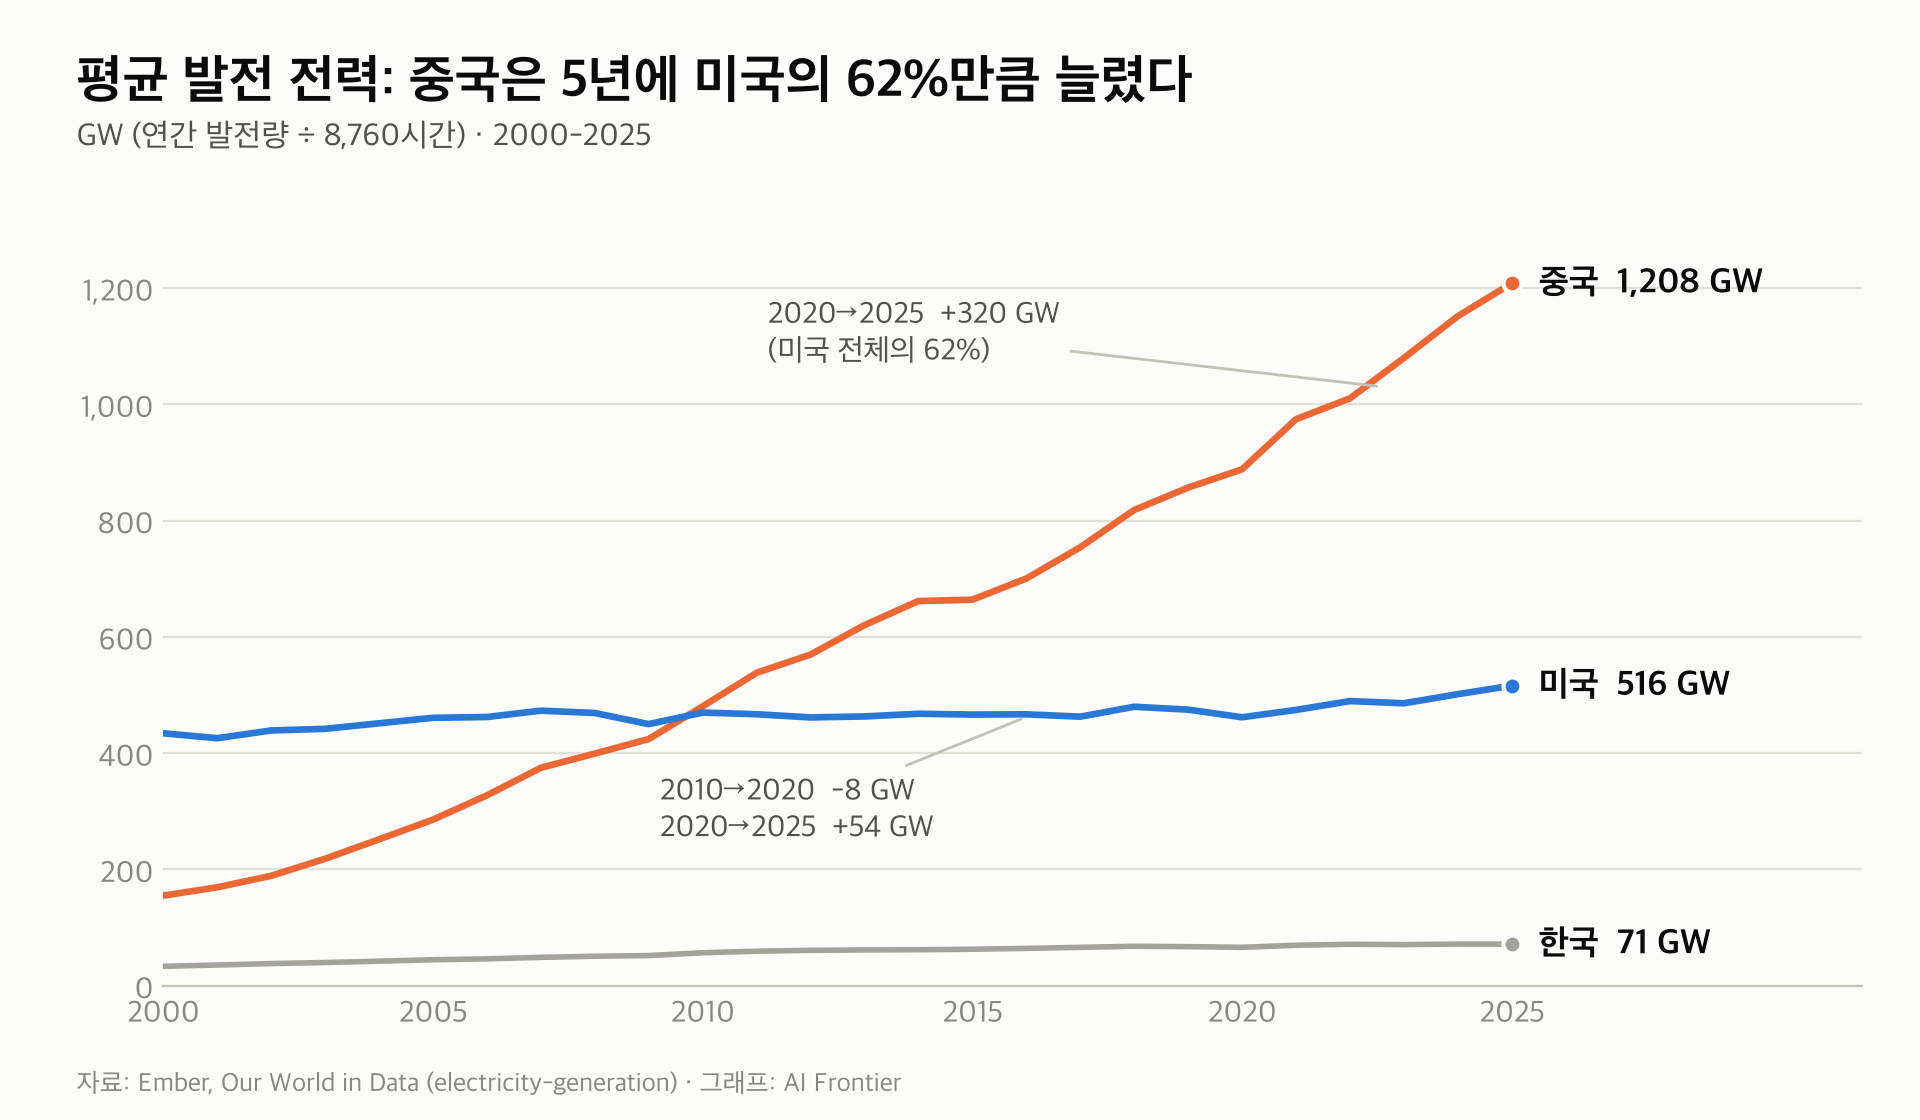 평균 발전 전력: 중국은 5년에 미국의 62%만큼 늘렸다
GW (연간 발전량 ÷ 8,760시간) · 2000–2025
1,200
1,000
800
600
400
200
0
2020→2025 +320 GW
(미국 전체의 62%)
중국 1,208 GW
미국 516 GW
2010→2020 -8 GW
2020→2025 +54 GW
한국 71 GW
2000
2005
2010
2015
2020
2025
자료: Ember, Our World in Data (electricity-generation) · 그래프: AI Frontier